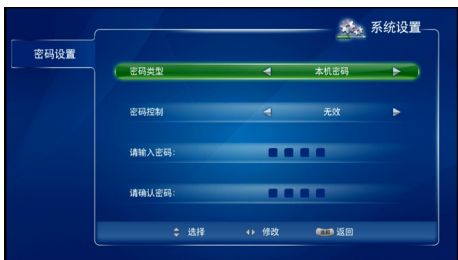 系统设置
密码设置
密码类型 本机密码
密码控制 无效
请输入密码:
请确认密码:
选择 修改 返回